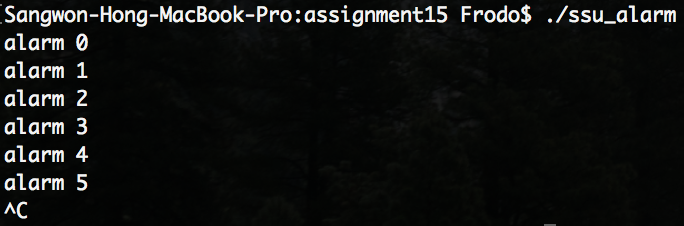 Sangwon-Hong-MacBook-Pro:assignment15 Frodo$ ./ssu_alarm
alarm 0
alarm 1
alarm 2
alarm 3
alarm 4
alarm 5
^C